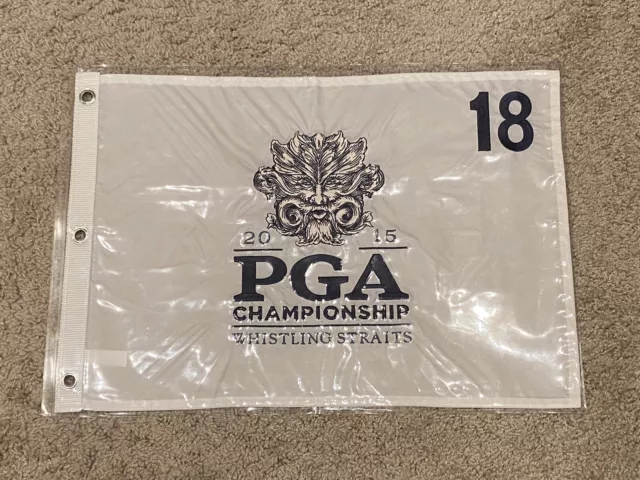 18
20 15
PGA
CHAMPIONSHIP
WHISTLING STRAITS